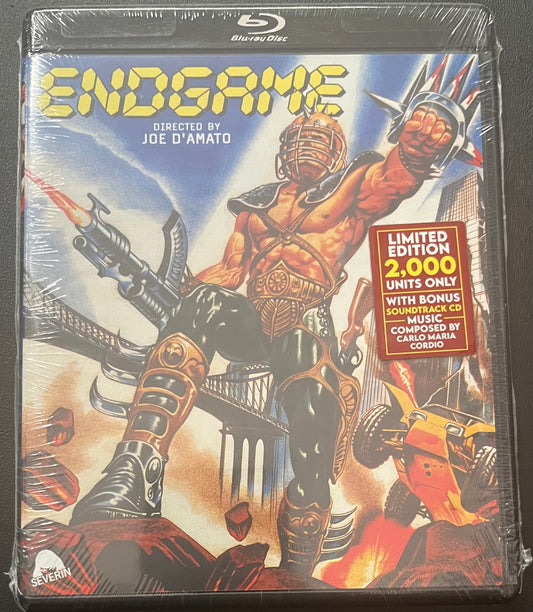 Blu-ray Disc
ENDGAME
DIRECTED BY
JOE D'AMATO
LIMITED
EDITION
2,000
UNITS ONLY
WITH BONUS
SOUNDTRACK CD
MUSIC
COMPOSED BY
CARLO MARIA
CORDIO
SEVERIN